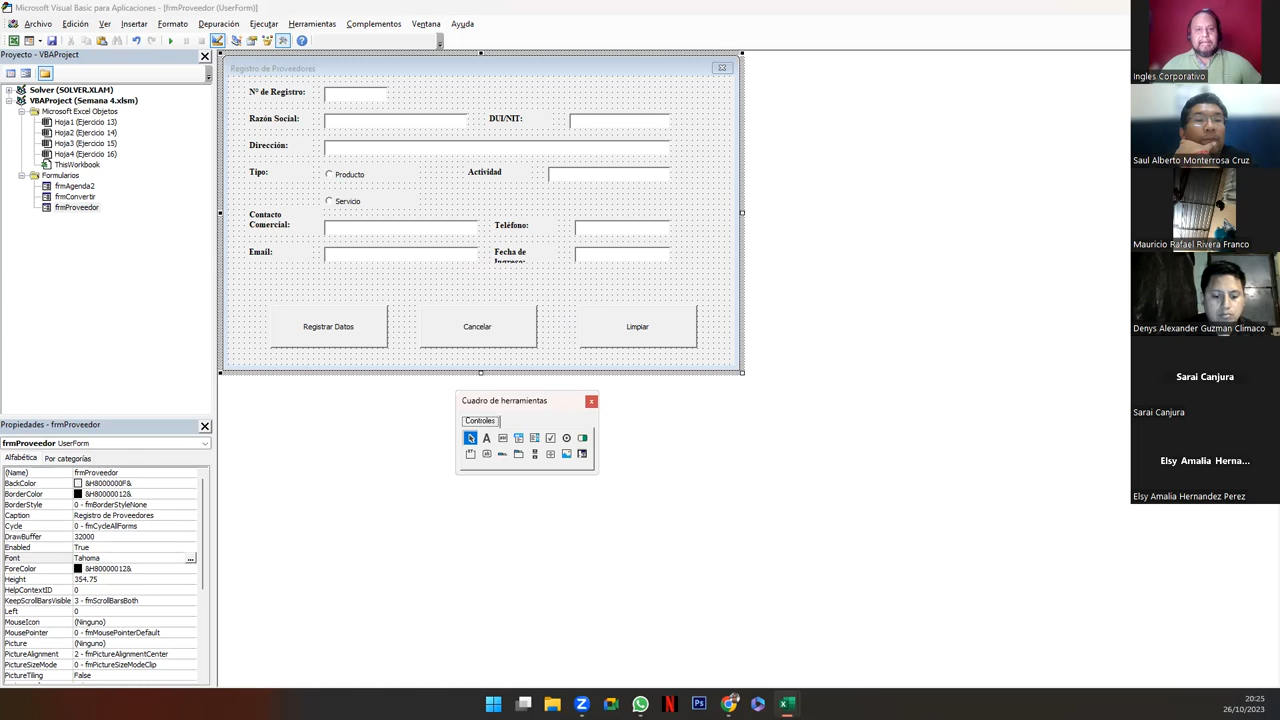 Microsoft Visual Basic para Aplicaciones - [frmProveedor (UserForm)]
Archivo Edición Ver Insertar Formato Depuración Ejecutar Herramientas Complementos Ventana Ayuda
Proyecto - VBAProject
Solver (SOLVER.XLAM)
VBAProject (Semana 4.xlsm)
Microsoft Excel Objetos
Hoja1 (Ejercicio 13)
Hoja2 (Ejercicio 14)
Hoja3 (Ejercicio 15)
Hoja4 (Ejercicio 16)
ThisWorkbook
Formularios
frmAgenda2
frmConvertir
frmProveedor
Propiedades - frmProveedor
frmProveedor UserForm
Alfabética Por categorías
(Name) frmProveedor
BackColor &H8000000F&
BorderColor &H80000012&
BorderStyle 0 - fmBorderStyleNone
Caption Registro de Proveedores
Cycle 0 - fmCycleAllForms
DrawBuffer 32000
Enabled True
Font Tahoma ...
ForeColor &H80000012&
Height 354.75
HelpContextID 0
KeepScrollBarsVisible 3 - fmScrollBarsBoth
Left 0
MouseIcon (Ninguno)
MousePointer 0 - fmMousePointerDefault
Picture (Ninguno)
PictureAlignment 2 - fmPictureAlignmentCenter
PictureSizeMode 0 - fmPictureSizeModeClip
PictureTiling False
Registro de Proveedores
N° de Registro:
Razón Social: DUI/NIT:
Dirección:
Tipo: Producto Actividad
Servicio
Contacto
Comercial: Teléfono:
Email: Fecha de
Ingreso:
Registrar Datos Cancelar Limpiar
Cuadro de herramientas
Controles
Ingles Corporativo
Saul Alberto Monterrosa Cruz
Mauricio Rafael Rivera Franco
Denys Alexander Guzman Climaco
Sarai Canjura
Sarai Canjura
Elsy Amalia Herna...
Elsy Amalia Hernandez Perez
20:25
26/10/2023